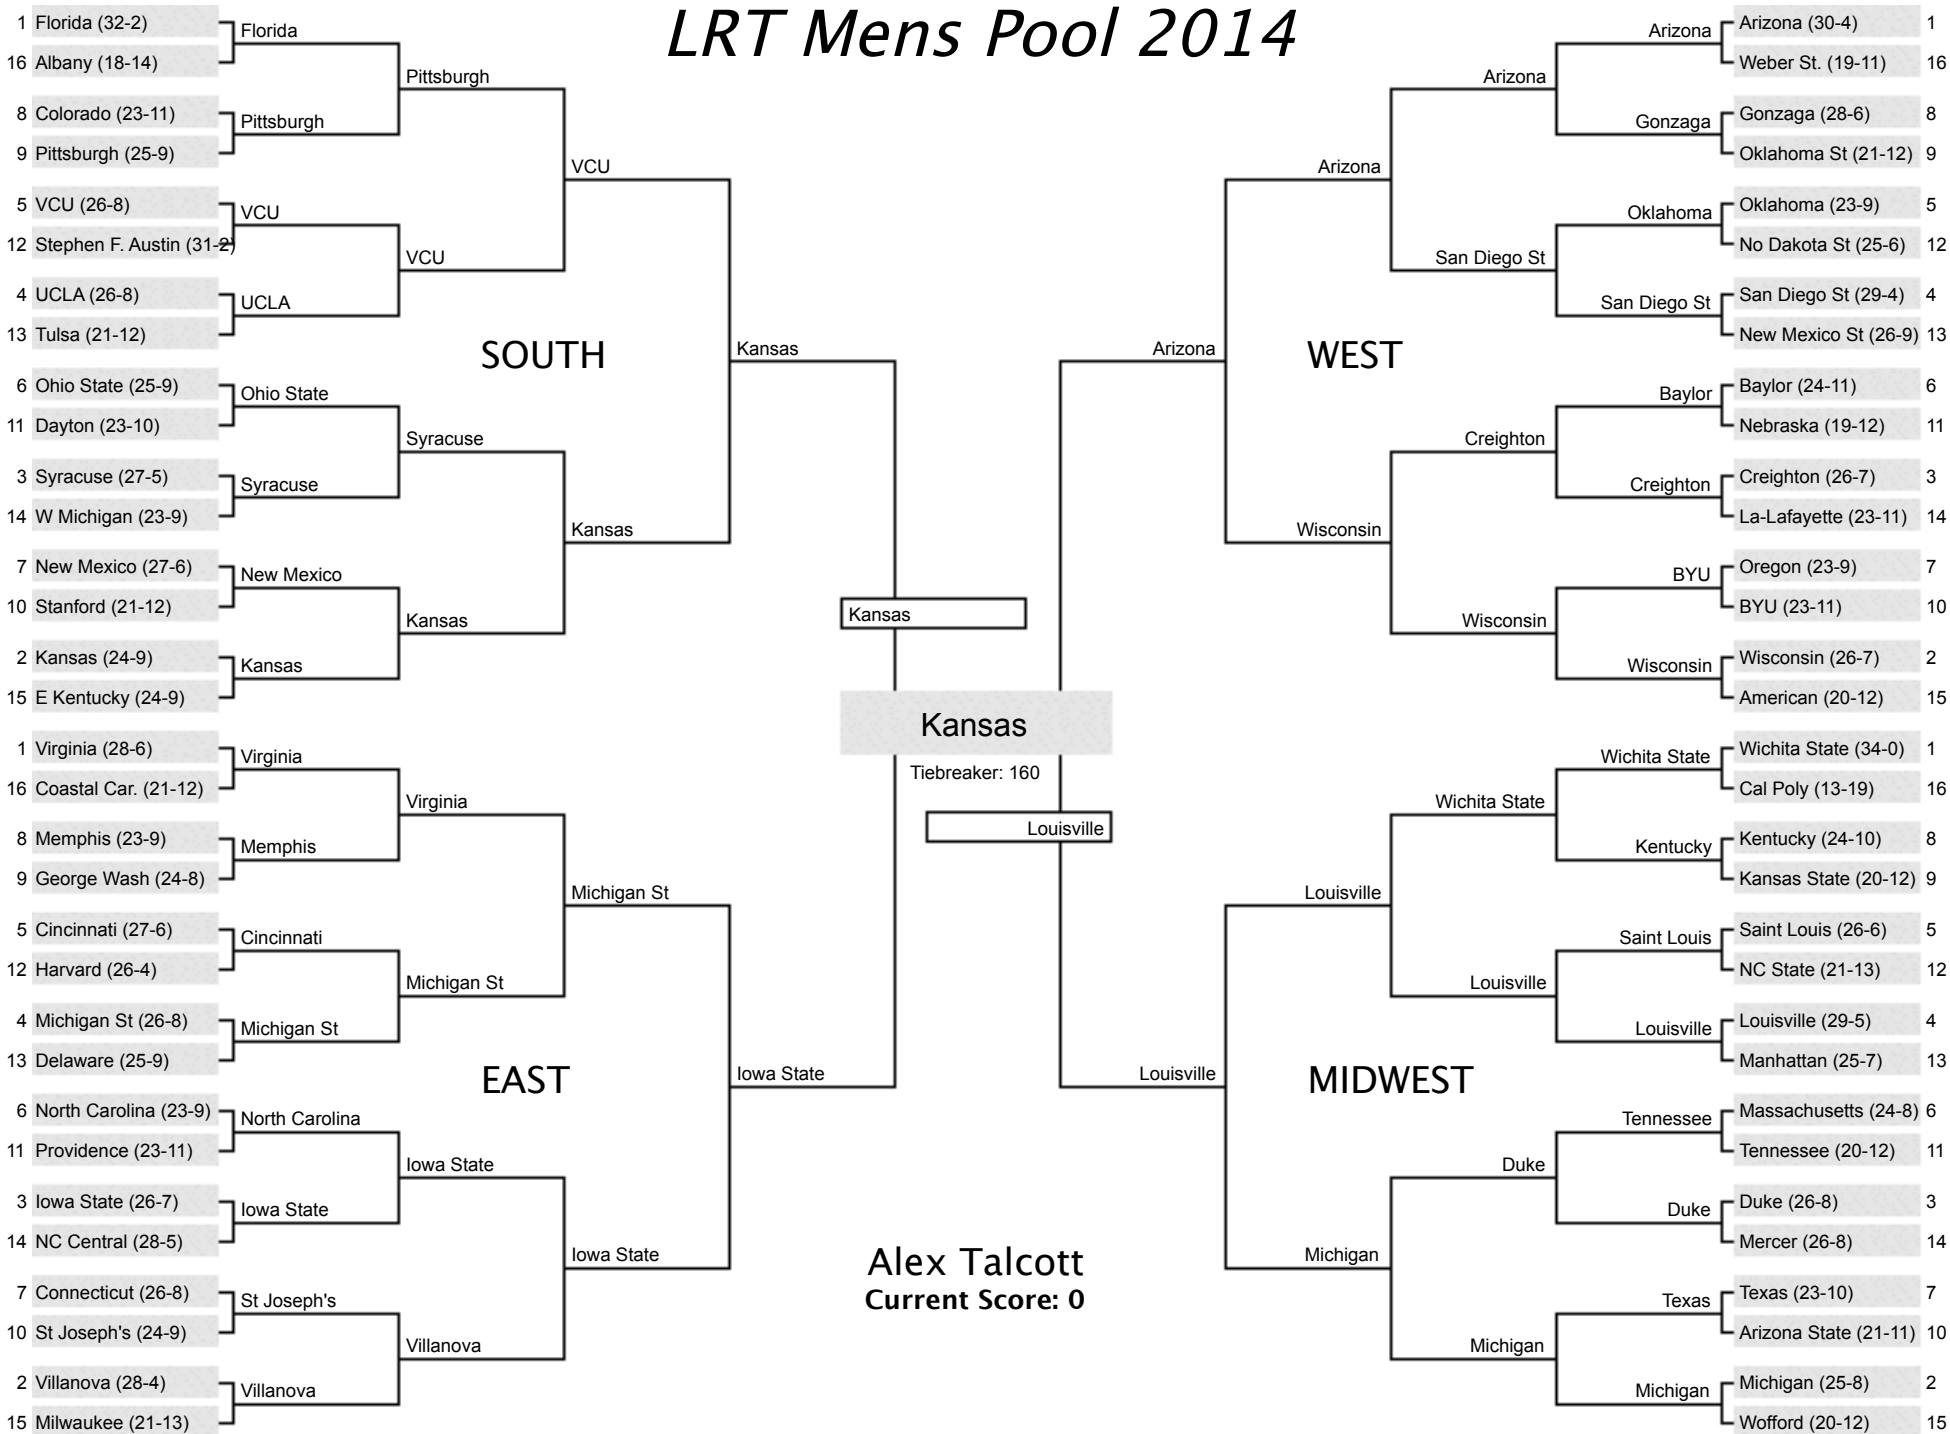 LRT Mens Pool 2014
1 Florida (32-2)
16 Albany (18-14)
8 Colorado (23-11)
9 Pittsburgh (25-9)
5 VCU (26-8)
12 Stephen F. Austin (31-2)
4 UCLA (26-8)
13 Tulsa (21-12)
6 Ohio State (25-9)
11 Dayton (23-10)
3 Syracuse (27-5)
14 W Michigan (23-9)
7 New Mexico (27-6)
10 Stanford (21-12)
2 Kansas (24-9)
15 E Kentucky (24-9)
Florida
Pittsburgh
VCU
UCLA
Ohio State
Syracuse
New Mexico
Kansas
Pittsburgh
VCU
Syracuse
Kansas
VCU
Kansas
SOUTH
Kansas
1 Virginia (28-6)
16 Coastal Car. (21-12)
8 Memphis (23-9)
9 George Wash (24-8)
5 Cincinnati (27-6)
12 Harvard (26-4)
4 Michigan St (26-8)
13 Delaware (25-9)
6 North Carolina (23-9)
11 Providence (23-11)
3 Iowa State (26-7)
14 NC Central (28-5)
7 Connecticut (26-8)
10 St Joseph's (24-9)
2 Villanova (28-4)
15 Milwaukee (21-13)
Virginia
Memphis
Cincinnati
Michigan St
North Carolina
Iowa State
St Joseph's
Villanova
Virginia
Michigan St
Iowa State
Villanova
Michigan St
Iowa State
EAST
Iowa State
Kansas
Kansas
Tiebreaker: 160
Louisville
Alex Talcott
Current Score: 0
Arizona
WEST
Arizona
Wisconsin
Arizona
San Diego St
Creighton
Wisconsin
Arizona
Gonzaga
Oklahoma
San Diego St
Baylor
Creighton
BYU
Wisconsin
Arizona (30-4) 1
Weber St. (19-11) 16
Gonzaga (28-6) 8
Oklahoma St (21-12) 9
Oklahoma (23-9) 5
No Dakota St (25-6) 12
San Diego St (29-4) 4
New Mexico St (26-9) 13
Baylor (24-11) 6
Nebraska (19-12) 11
Creighton (26-7) 3
La-Lafayette (23-11) 14
Oregon (23-9) 7
BYU (23-11) 10
Wisconsin (26-7) 2
American (20-12) 15
Louisville
MIDWEST
Louisville
Michigan
Wichita State
Louisville
Duke
Michigan
Wichita State
Kentucky
Saint Louis
Louisville
Tennessee
Duke
Texas
Michigan
Wichita State (34-0) 1
Cal Poly (13-19) 16
Kentucky (24-10) 8
Kansas State (20-12) 9
Saint Louis (26-6) 5
NC State (21-13) 12
Louisville (29-5) 4
Manhattan (25-7) 13
Massachusetts (24-8) 6
Tennessee (20-12) 11
Duke (26-8) 3
Mercer (26-8) 14
Texas (23-10) 7
Arizona State (21-11) 10
Michigan (25-8) 2
Wofford (20-12) 15